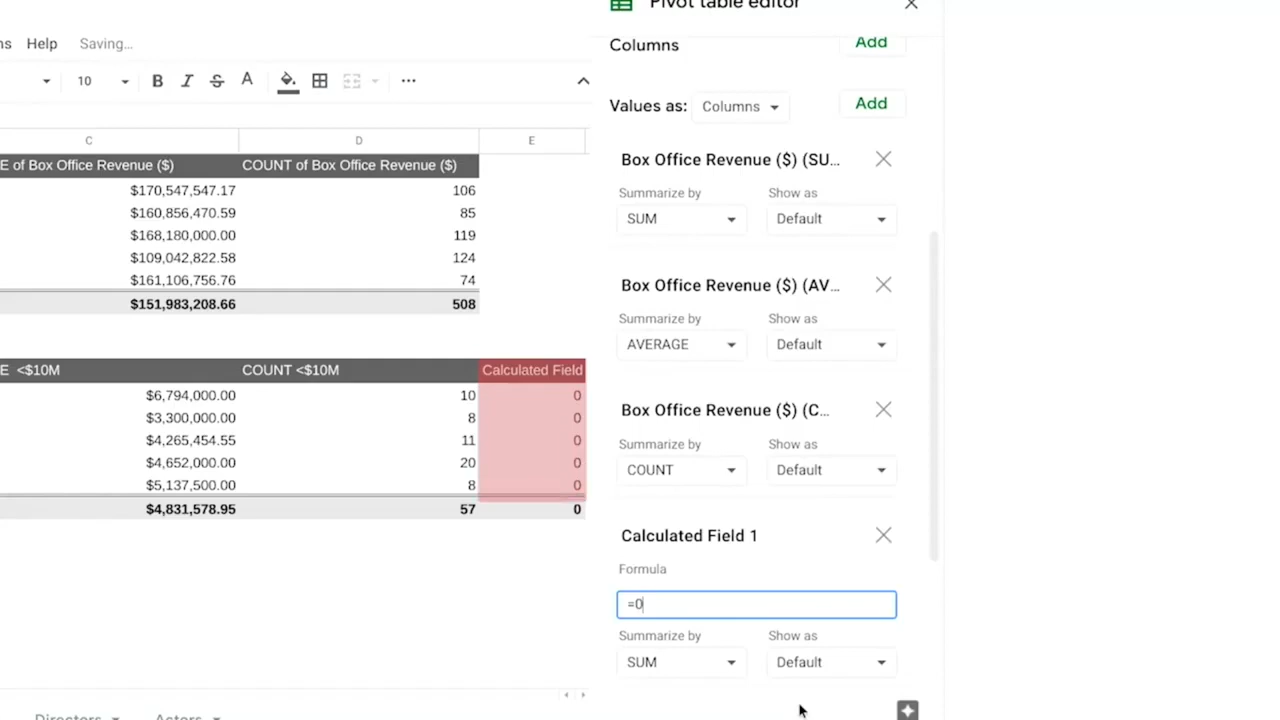 Pivot table editor
ns Help Saving...
Columns Add
10 B I S A
Values as: Columns Add
C D E
E of Box Office Revenue ($) COUNT of Box Office Revenue ($)
$170,547,547.17 106
$160,856,470.59 85
$168,180,000.00 119
$109,042,822.58 124
$161,106,756.76 74
$151,983,208.66 508
E <$10M COUNT <$10M Calculated Field
$6,794,000.00 10 0
$3,300,000.00 8 0
$4,265,454.55 11 0
$4,652,000.00 20 0
$5,137,500.00 8 0
$4,831,578.95 57 0
Directors Actors
Box Office Revenue ($) (SU...
Summarize by Show as
SUM Default
Box Office Revenue ($) (AV...
Summarize by Show as
AVERAGE Default
Box Office Revenue ($) (C...
Summarize by Show as
COUNT Default
Calculated Field 1
Formula
=0
Summarize by Show as
SUM Default